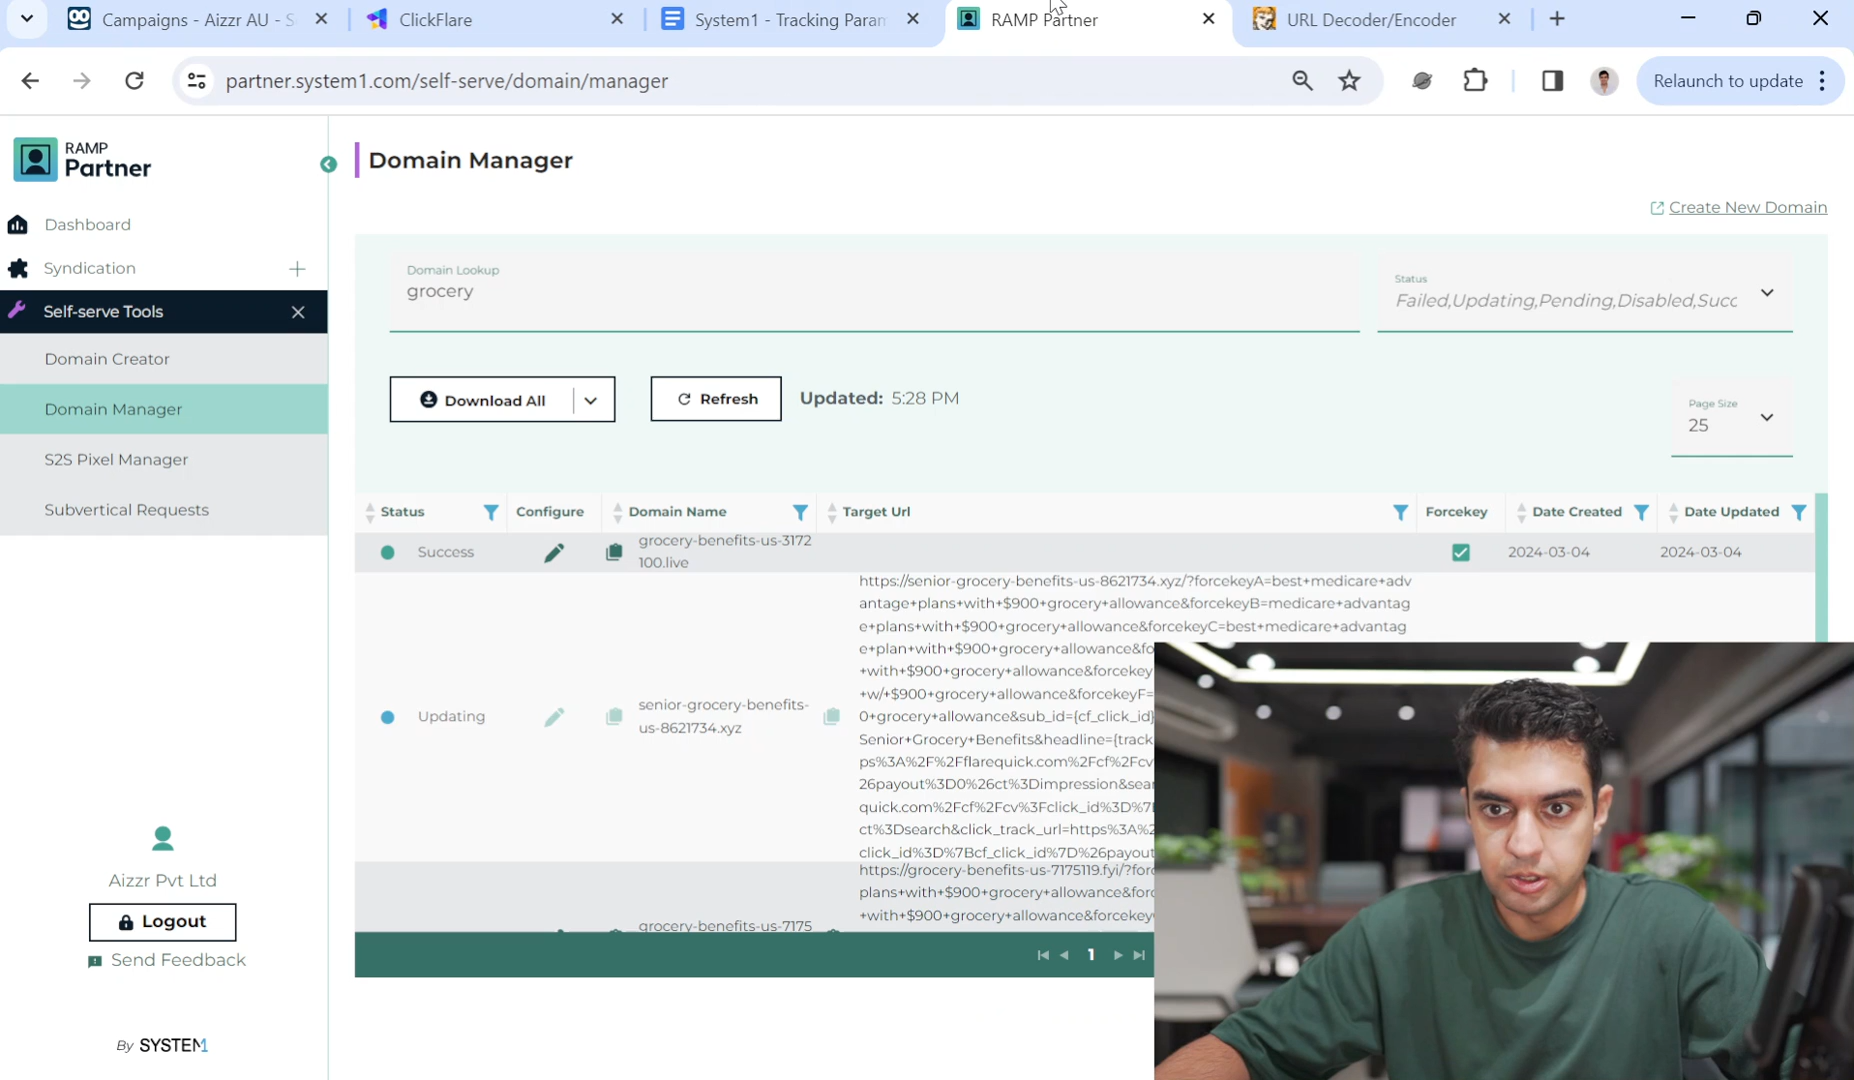 Campaigns - Aizzr AU - S
ClickFlare
System1 - Tracking Param
RAMP Partner
URL Decoder/Encoder
partner.system1.com/self-serve/domain/manager
Relaunch to update
RAMP
Partner
Domain Manager
Create New Domain
Dashboard
Syndication
Self-serve Tools
Domain Creator
Domain Manager
S2S Pixel Manager
Subvertical Requests
Domain Lookup
grocery
Status
Failed,Updating,Pending,Disabled,Succ
Download All
Refresh
Updated: 5:28 PM
Page Size
25
Status Configure Domain Name Target Url Forcekey Date Created Date Updated
Success
grocery-benefits-us-3172
100.live
2024-03-04 2024-03-04
Updating
senior-grocery-benefits-
us-8621734.xyz
https://senior-grocery-benefits-us-8621734.xyz/?forcekeyA=best+medicare+adv
antage+plans+with+$900+grocery+allowance&forcekeyB=medicare+advantag
e+plans+with+$900+grocery+allowance&forcekeyC=best+medicare+advantag
e+plan+with+$900+grocery+allowance&fo
+with+$900+grocery+allowance&forcekey
+w/+$900+grocery+allowance&forcekeyF=
0+grocery+allowance&sub_id={cf_click_id}
Senior+Grocery+Benefits&headline={track
ps%3A%2F%2Fflarequick.com%2Fcf%2Fcv
26payout%3D0%26ct%3Dimpression&sear
quick.com%2Fcf%2Fcv%3Fclick_id%3D%7
ct%3Dsearch&click_track_url=https%3A%2
click_id%3D%7Bcf_click_id%7D%26payout
grocery-benefits-us-7175
https://grocery-benefits-us-7175119.fyi/?for
plans+with+$900+grocery+allowance&for
+with+$900+grocery+allowance&forcekey
1
Aizzr Pvt Ltd
Logout
Send Feedback
By SYSTEM1